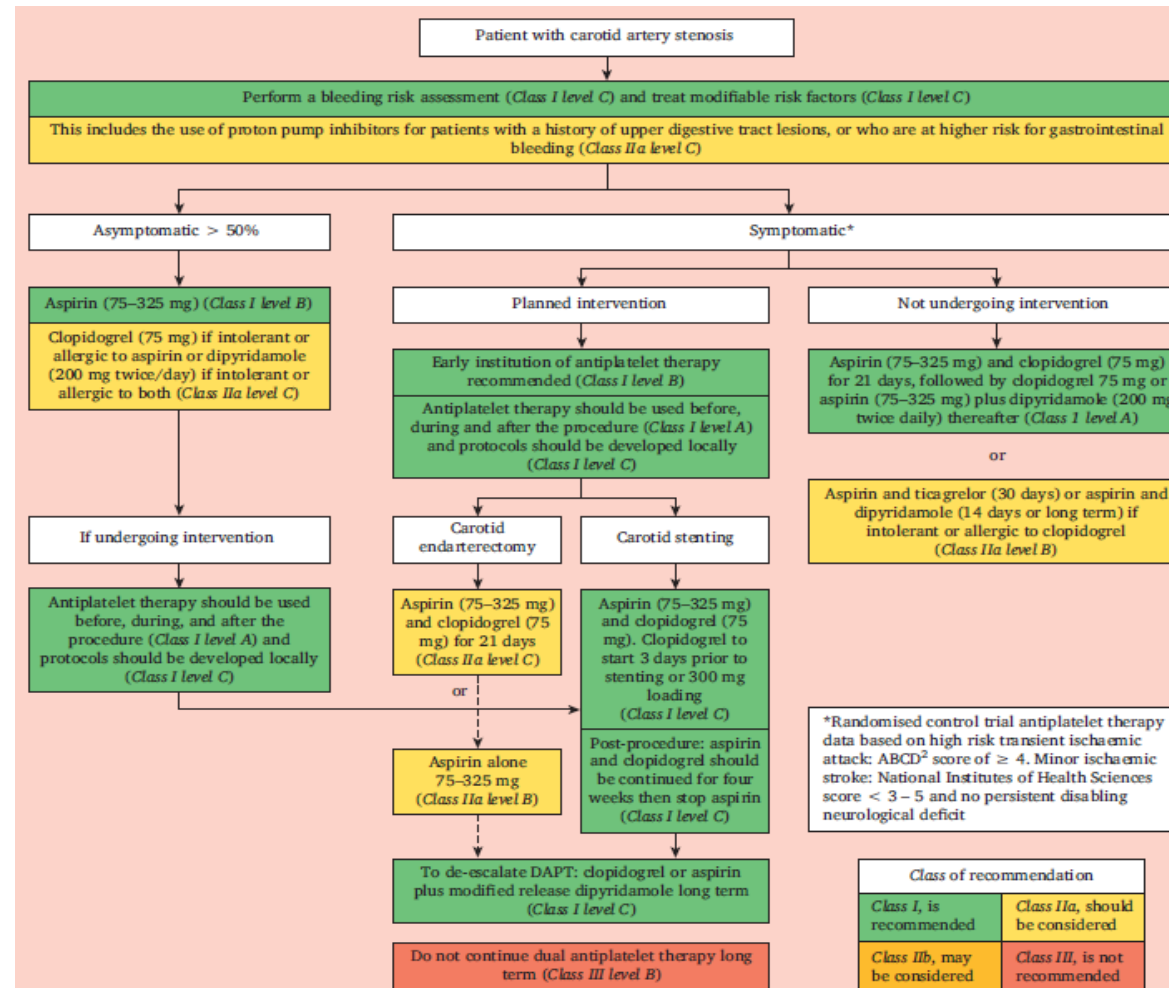 Patient with carotid artery stenosis
Perform a bleeding risk assessment (Class I level C) and treat modifiable risk factors (Class I level C)
This includes the use of proton pump inhibitors for patients with a history of upper digestive tract lesions, or who are at higher risk for gastrointestinal
bleeding (Class IIa level C)
Asymptomatic > 50%
Symptomatic*
Aspirin (75–325 mg) (Class I level B)
Clopidogrel (75 mg) if intolerant or
allergic to aspirin or dipyridamole
(200 mg twice/day) if intolerant or
allergic to both (Class IIa level C)
If undergoing intervention
Antiplatelet therapy should be used
before, during, and after the
procedure (Class I level A) and
protocols should be developed locally
(Class I level C)
Planned intervention
Early institution of antiplatelet therapy
recommended (Class I level B)
Antiplatelet therapy should be used before,
during and after the procedure (Class I level A)
and protocols should be developed locally
(Class I level C)
Carotid
endarterectomy
Aspirin (75–325 mg)
and clopidogrel (75
mg) for 21 days
(Class IIa level C)
or
Aspirin alone
75–325 mg
(Class IIa level B)
Carotid stenting
Aspirin (75–325 mg)
and clopidogrel (75
mg). Clopidogrel to
start 3 days prior to
stenting or 300 mg
loading
(Class I level C)
Post-procedure: aspirin
and clopidogrel should
be continued for four
weeks then stop aspirin
(Class I level C)
To de-escalate DAPT: clopidogrel or aspirin
plus modified release dipyridamole long term
(Class I level C)
Do not continue dual antiplatelet therapy long
term (Class III level B)
Not undergoing intervention
Aspirin (75–325 mg) and clopidogrel (75 mg)
for 21 days, followed by clopidogrel 75 mg or
aspirin (75–325 mg) plus dipyridamole (200 mg
twice daily) thereafter (Class 1 level A)
or
Aspirin and ticagrelor (30 days) or aspirin and
dipyridamole (14 days or long term) if
intolerant or allergic to clopidogrel
(Class IIa level B)
*Randomised control trial antiplatelet therapy
data based on high risk transient ischaemic
attack: ABCD² score of ≥ 4. Minor ischaemic
stroke: National Institutes of Health Sciences
score < 3 – 5 and no persistent disabling
neurological deficit
Class of recommendation
Class I, is
recommended
Class IIa, should
be considered
Class IIb, may
be considered
Class III, is not
recommended